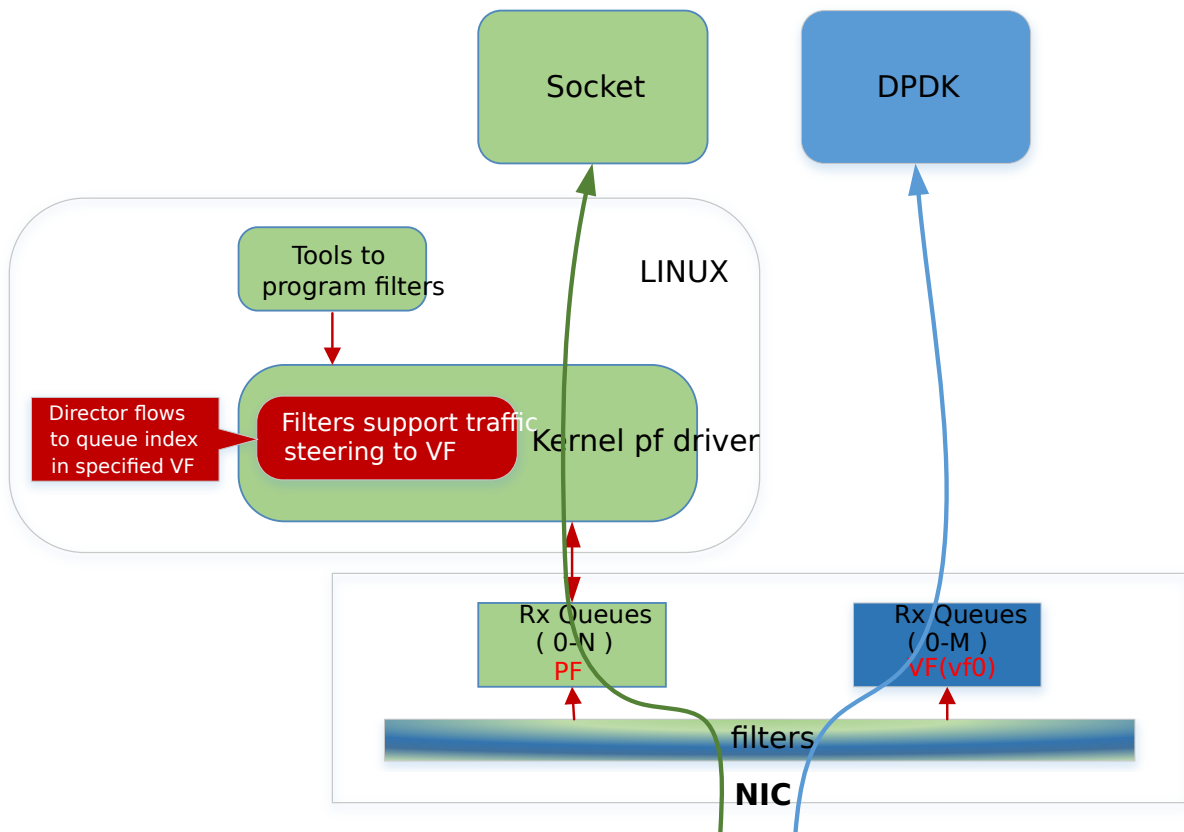 Socket
DPDK
Tools to
program filters
LINUX
Director flows
to queue index
in specified VF
Filters support traffic
steering to VF
Kernel pf driver
Rx Queues
( 0-N )
PF
Rx Queues
( 0-M )
VF(vf0)
filters
NIC